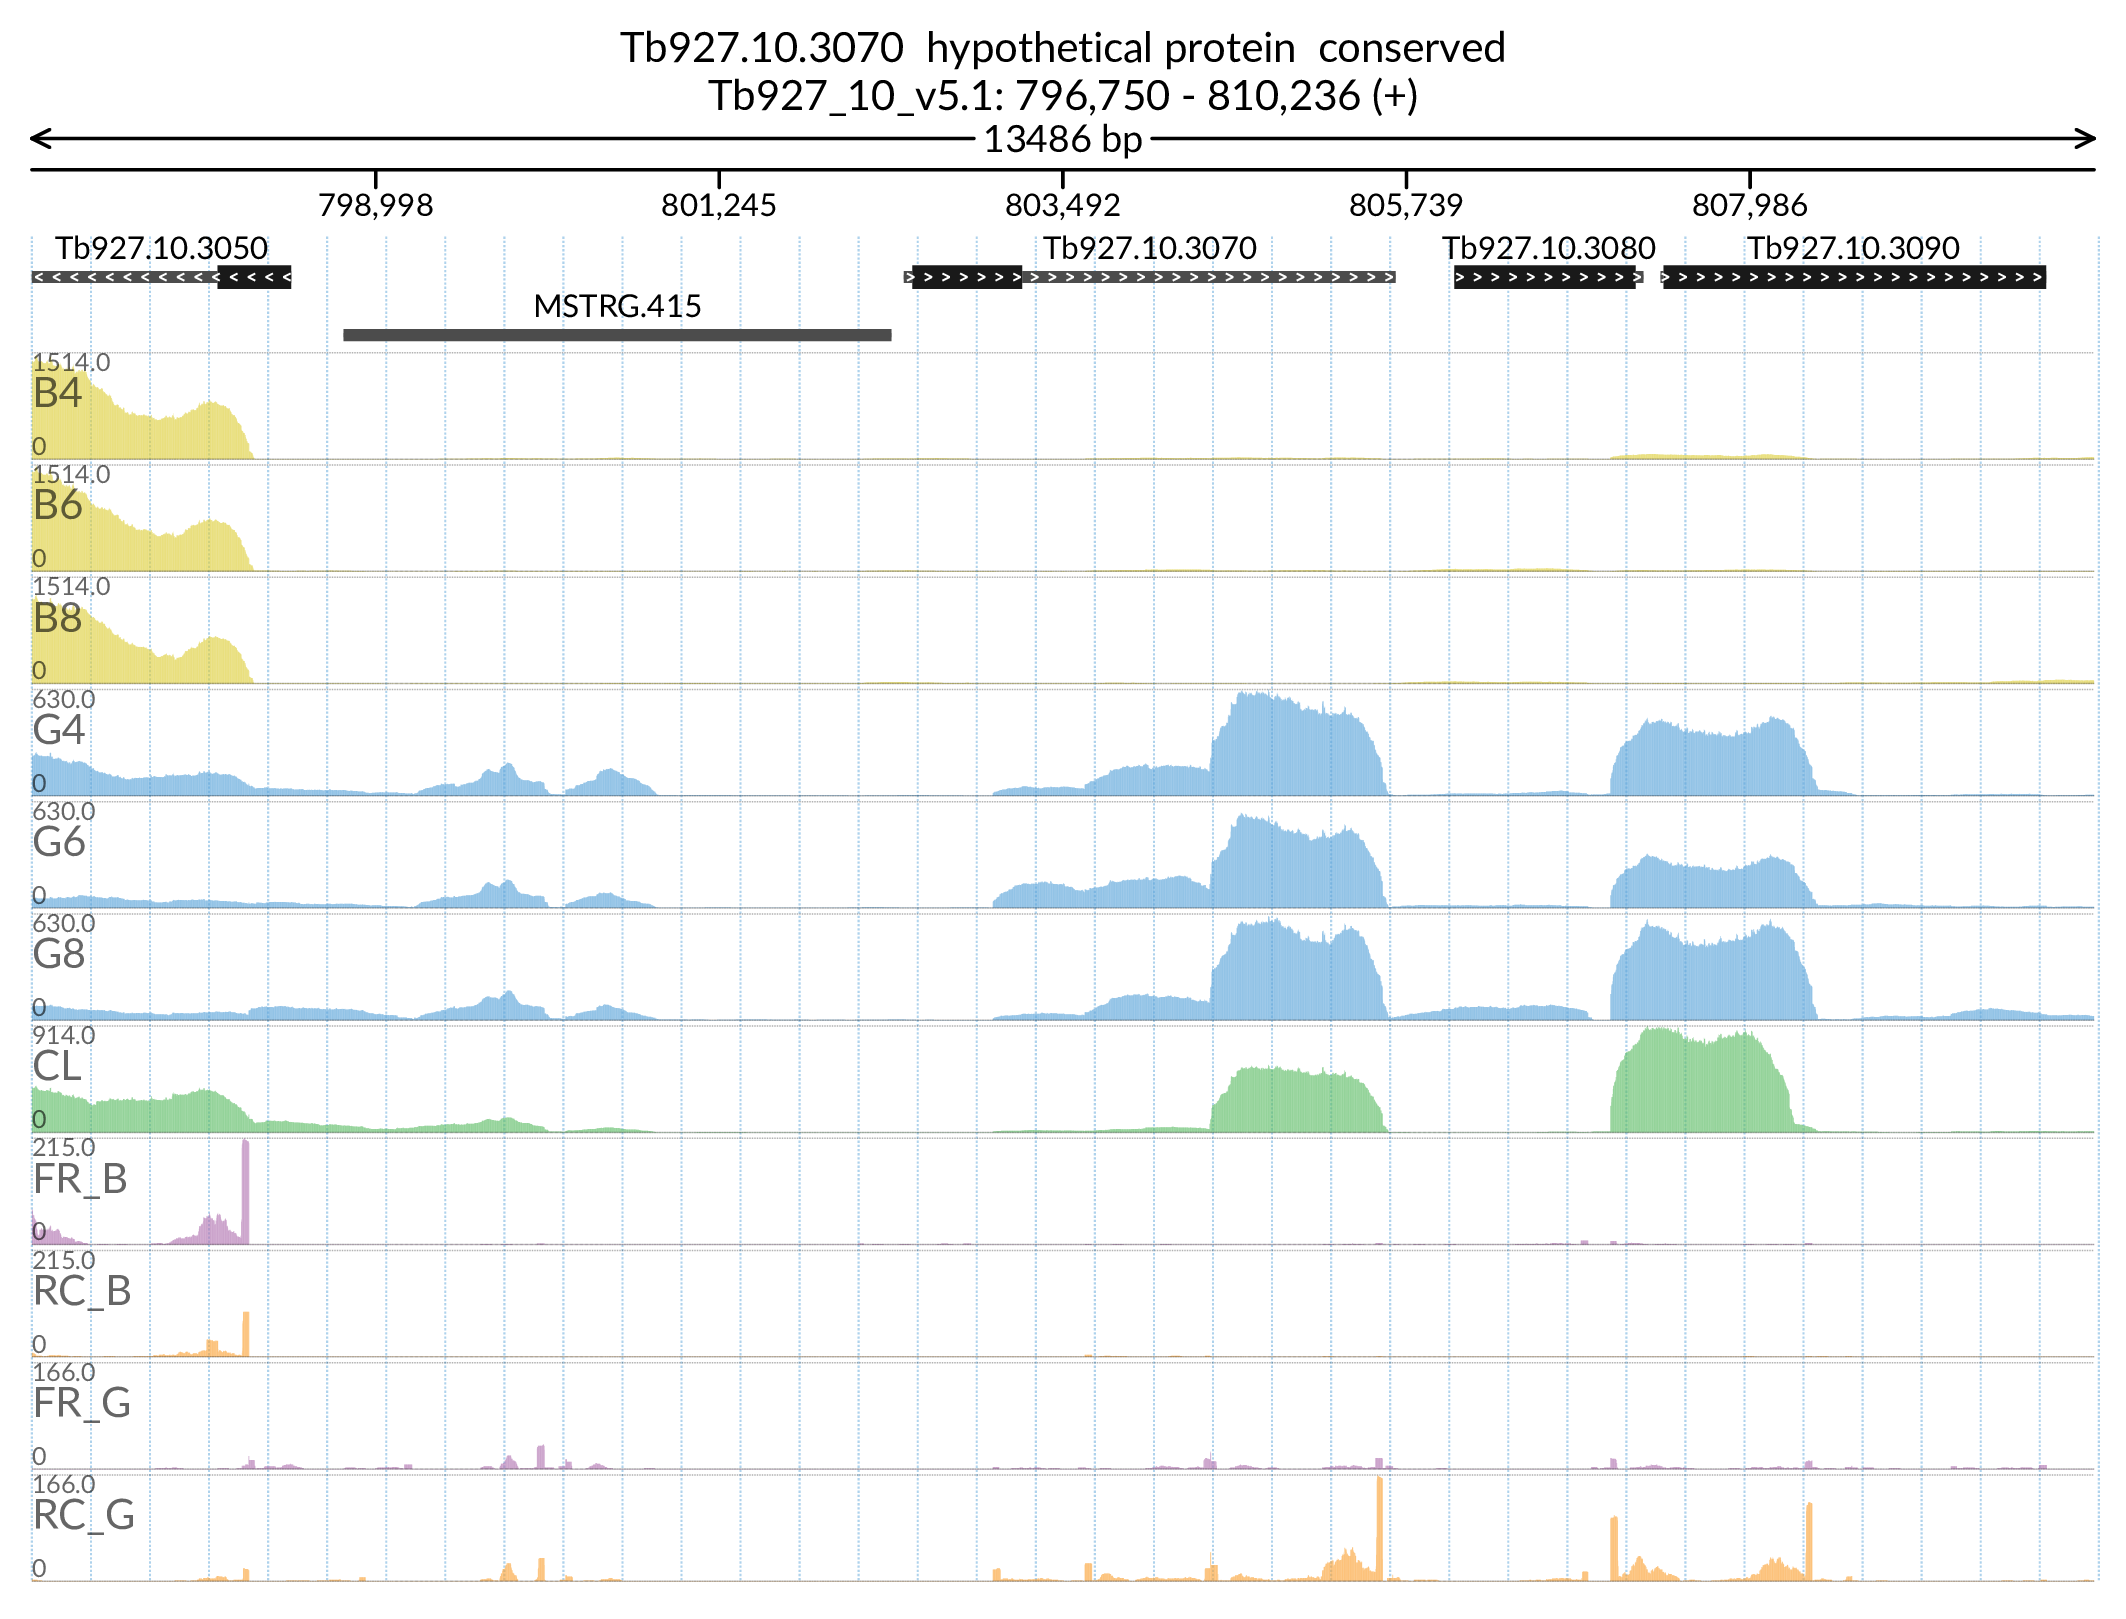 Tb927.10.3070 hypothetical protein conserved
Tb927_10_v5.1: 796,750 - 810,236 (+)
13486 bp
798,998 801,245 803,492 805,739 807,986
Tb927.10.3050 Tb927.10.3070 Tb927.10.3080 Tb927.10.3090
MSTRG.415
1514.0
B4
0
1514.0
B6
0
1514.0
B8
0
630.0
G4
0
630.0
G6
0
630.0
G8
0
914.0
CL
0
215.0
FR_B
0
215.0
RC_B
0
166.0
FR_G
0
166.0
RC_G
0